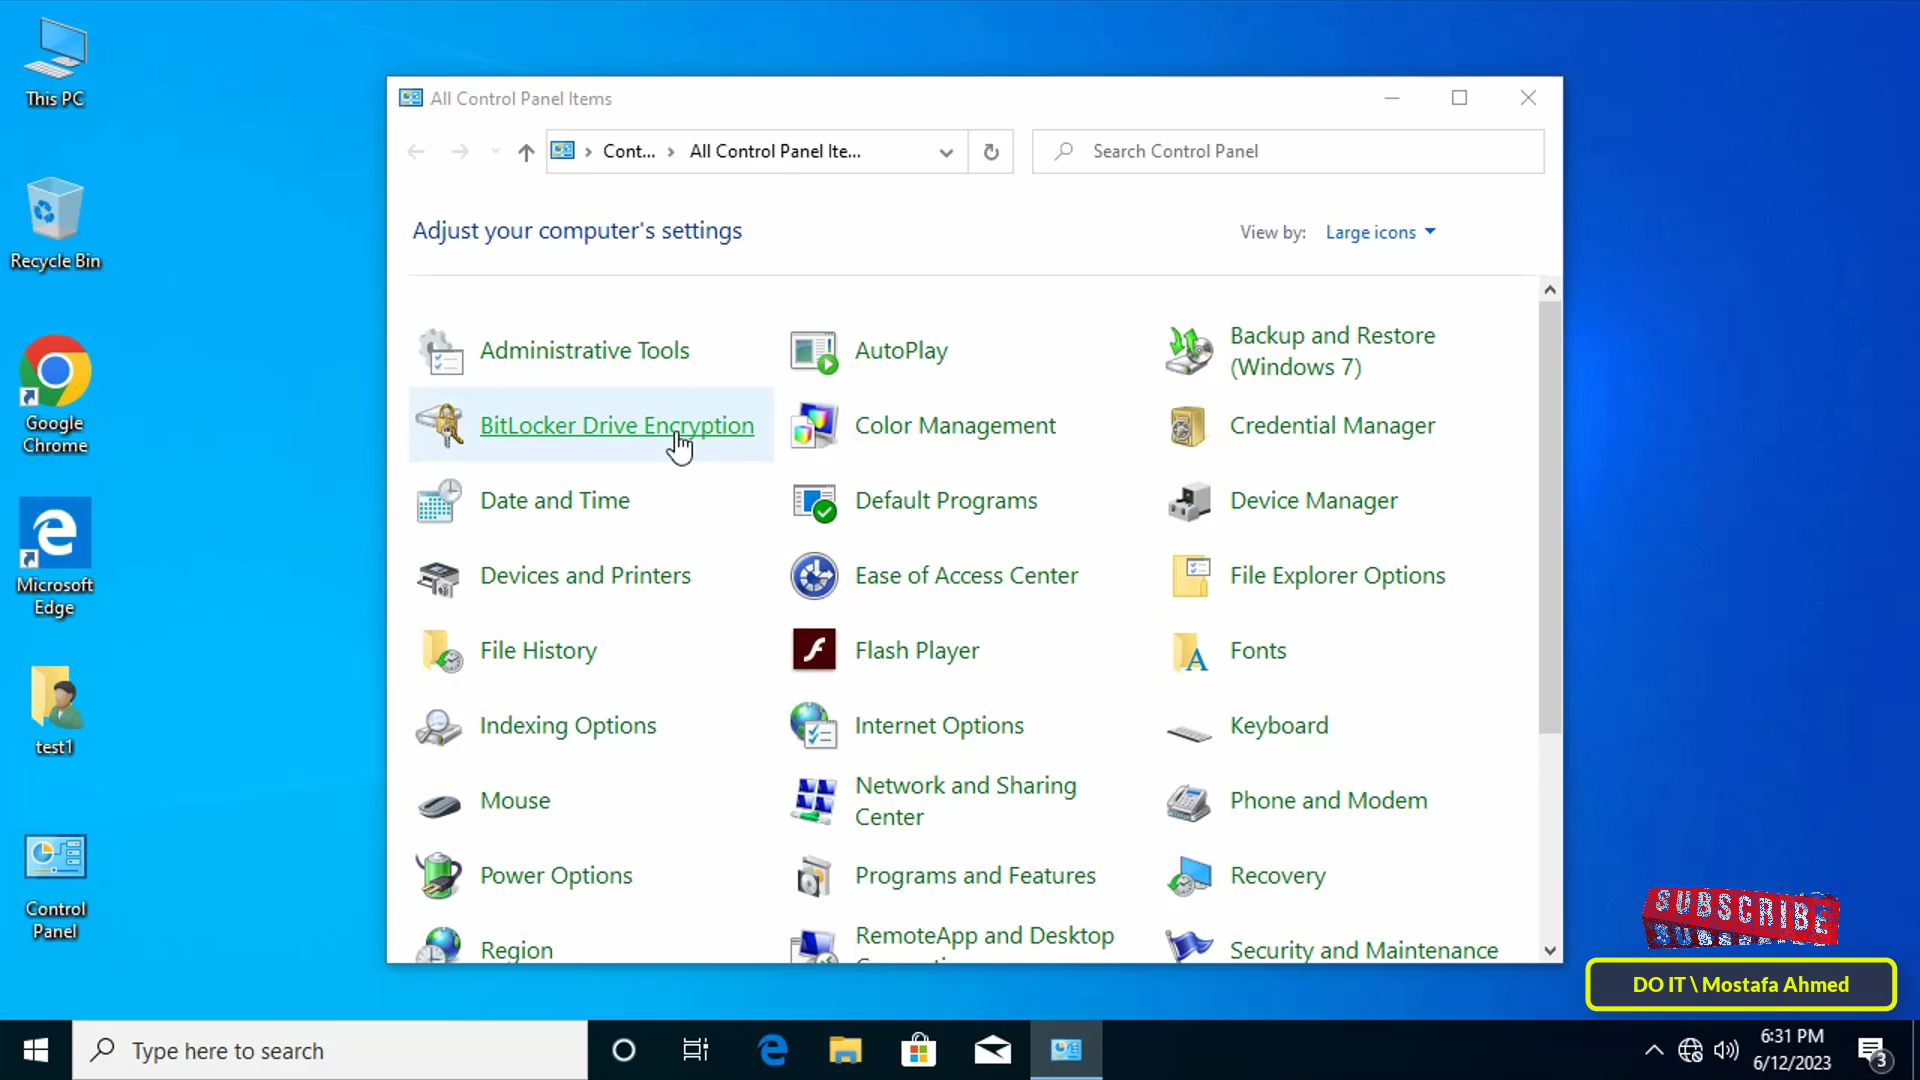 This PC
Recycle Bin
Google
Chrome
Microsoft
Edge
test1
Control
Panel
All Control Panel Items
Cont...
All Control Panel Ite...
Search Control Panel
Adjust your computer's settings
View by:
Large icons
Administrative Tools
AutoPlay
Backup and Restore
(Windows 7)
BitLocker Drive Encryption
Color Management
Credential Manager
Date and Time
Default Programs
Device Manager
Devices and Printers
Ease of Access Center
File Explorer Options
File History
Flash Player
Fonts
Indexing Options
Internet Options
Keyboard
Mouse
Network and Sharing
Center
Phone and Modem
Power Options
Programs and Features
Recovery
Region
RemoteApp and Desktop
Security and Maintenance
SUBSCRIBE
DO IT \ Mostafa Ahmed
Type here to search
6:31 PM
6/12/2023
3